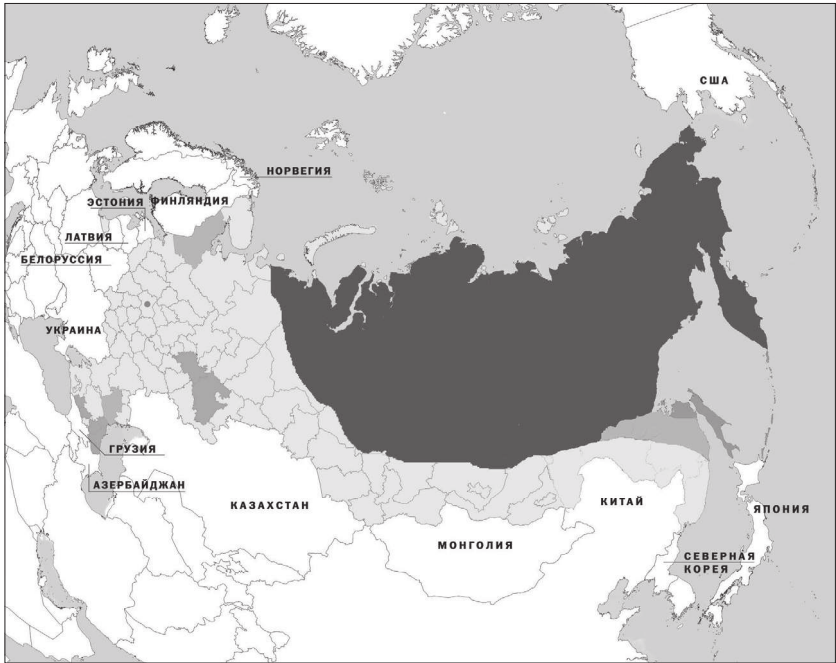 США
НОРВЕГИЯ
ЭСТОНИЯ
ФИНЛЯНДИЯ
ЛАТВИЯ
БЕЛОРУССИЯ
УКРАИНА
ГРУЗИЯ
АЗЕРБАЙДЖАН
КАЗАХСТАН
КИТАЙ
ЯПОНИЯ
МОНГОЛИЯ
СЕВЕРНАЯ
КОРЕЯ